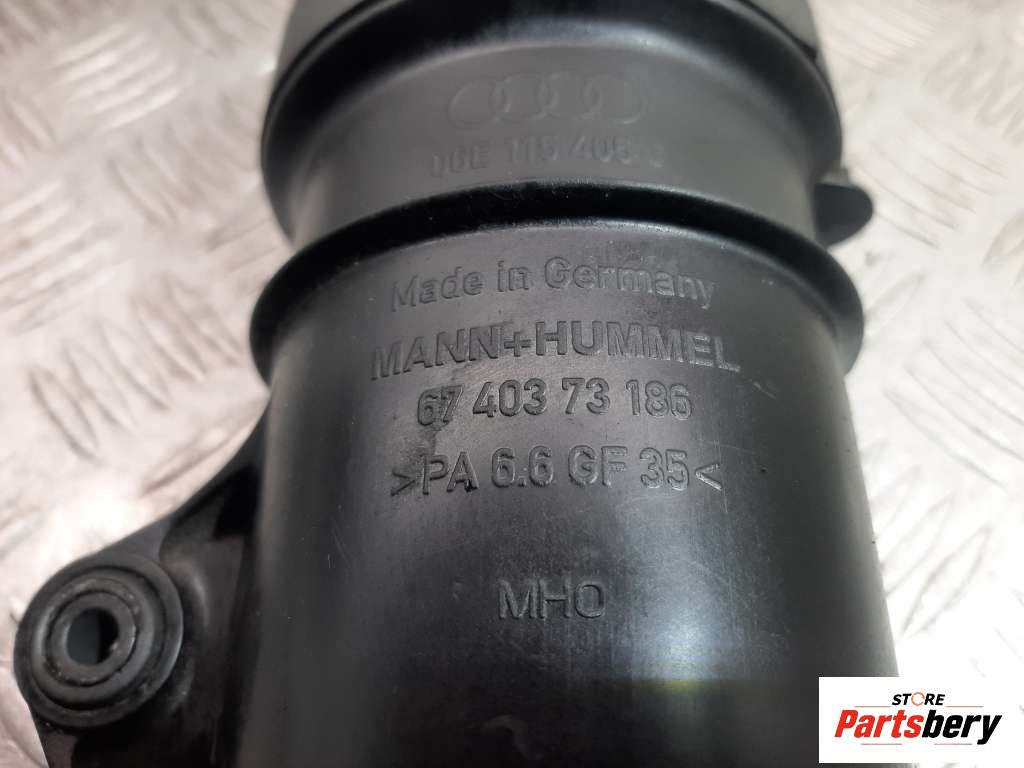 115 405
Made in Germany
MANN+HUMMEL
67 403 73 186
>PA 6.6 GF 35<
MHO
STORE
Partsbery